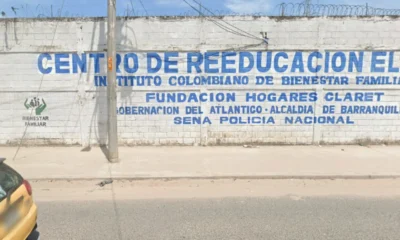 CENTRO DE REEDUCACION EL
INSTITUTO COLOMBIANO DE BIENESTAR FAMILIA
FUNDACION HOGARES CLARET
GOBERNACION DEL ATLANTICO - ALCALDIA DE BARRANQUIL
SENA POLICIA NACIONAL
BIENESTAR
FAMILIAR